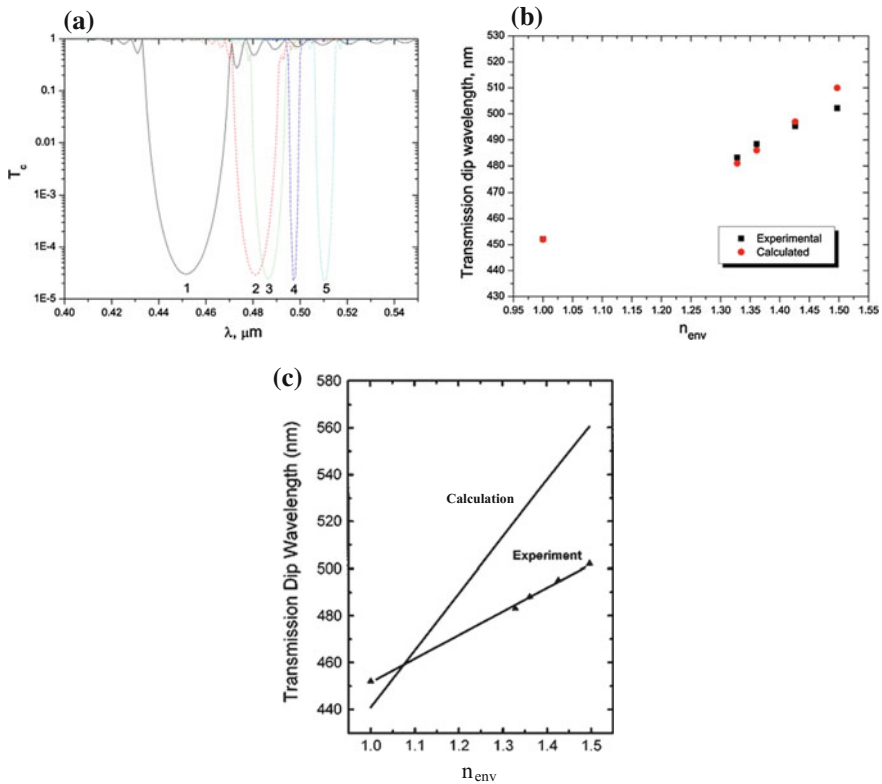 (a)
1
0.1
0.01
1E-3
1E-4
1E-5
T_c
1 2 3 4 5
0.40 0.42 0.44 0.46 0.48 0.50 0.52 0.54
λ, μm
(b)
530
520
510
500
490
480
470
460
450
440
430
Transmission dip wavelength, nm
Experimental
Calculated
0.95 1.00 1.05 1.10 1.15 1.20 1.25 1.30 1.35 1.40 1.45 1.50 1.55
n_env
(c)
580
560
540
520
500
480
460
440
Transmission Dip Wavelength (nm)
Calculation
Experiment
1.0 1.1 1.2 1.3 1.4 1.5
n_env